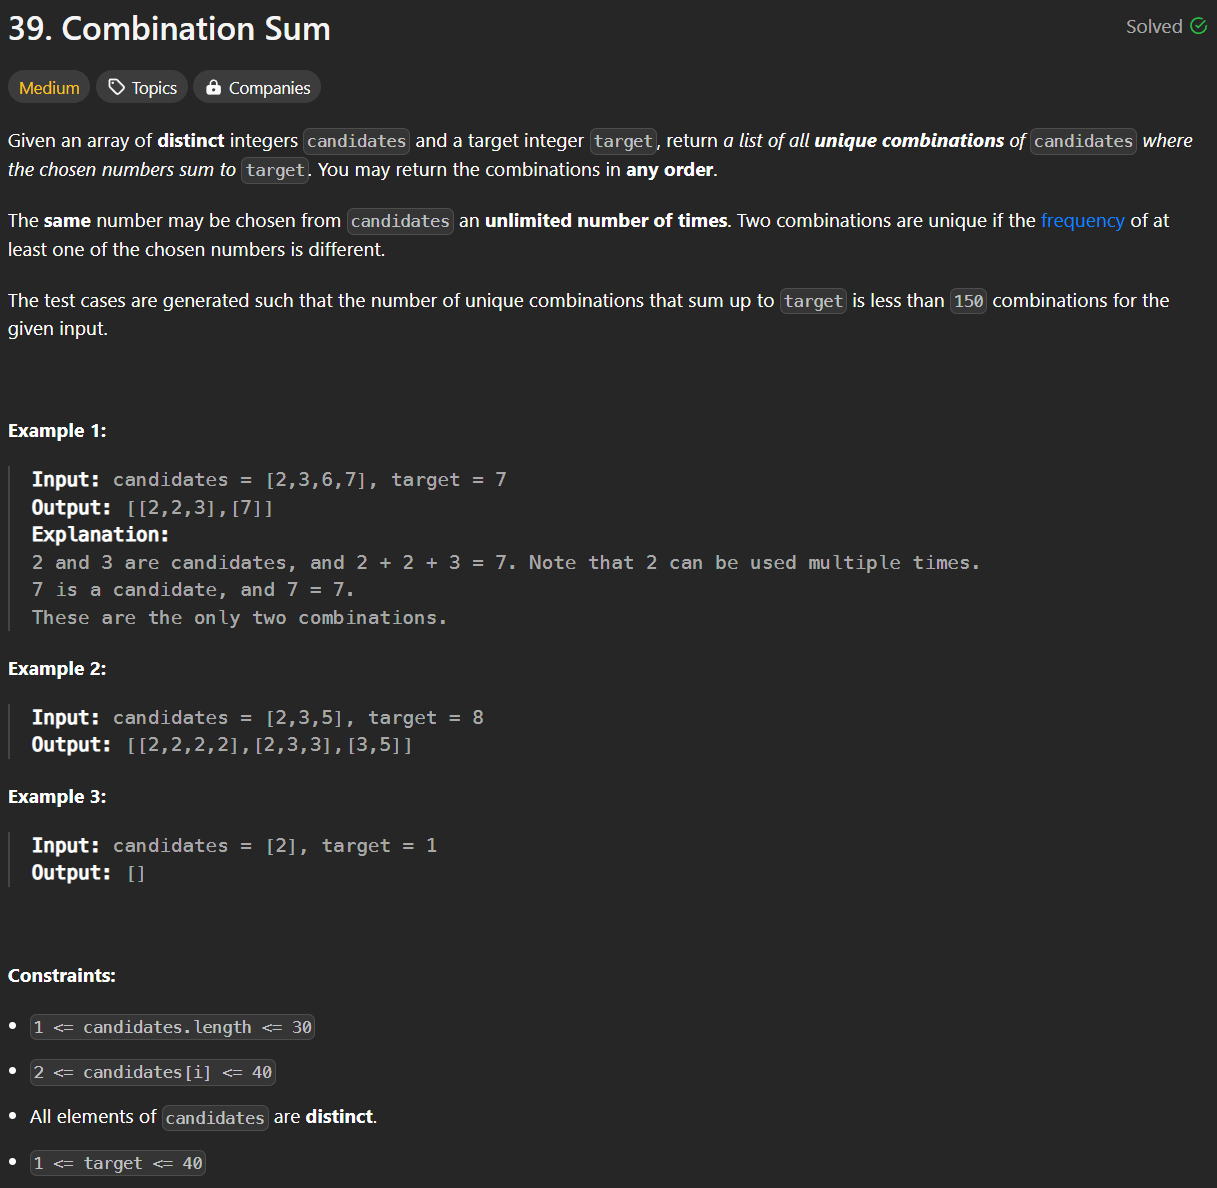 39. Combination Sum
Solved
Medium
Topics
Companies
Given an array of distinct integers candidates and a target integer target, return a list of all unique combinations of candidates where
the chosen numbers sum to target. You may return the combinations in any order.
The same number may be chosen from candidates an unlimited number of times. Two combinations are unique if the frequency of at
least one of the chosen numbers is different.
The test cases are generated such that the number of unique combinations that sum up to target is less than 150 combinations for the
given input.
Example 1:
Input: candidates = [2,3,6,7], target = 7
Output: [[2,2,3],[7]]
Explanation:
2 and 3 are candidates, and 2 + 2 + 3 = 7. Note that 2 can be used multiple times.
7 is a candidate, and 7 = 7.
These are the only two combinations.
Example 2:
Input: candidates = [2,3,5], target = 8
Output: [[2,2,2,2],[2,3,3],[3,5]]
Example 3:
Input: candidates = [2], target = 1
Output: []
Constraints:
• 1 <= candidates.length <= 30
• 2 <= candidates[i] <= 40
• All elements of candidates are distinct.
• 1 <= target <= 40